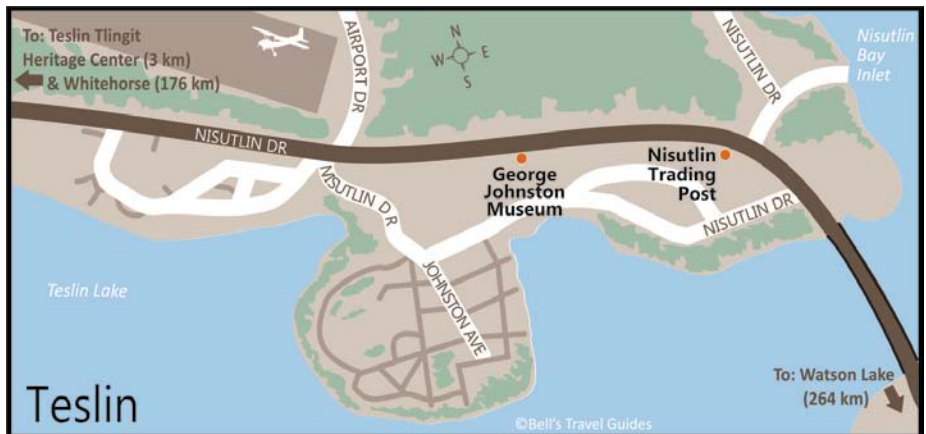 To: Teslin Tlingit
Heritage Center (3 km)
& Whitehorse (176 km)
AIRPORT DR
N
W
E
S
NISUTLIN DR
Nisutlin
Bay
Inlet
NISUTLIN DR
NISUTLIN DR
George
Johnston
Museum
Nisutlin
Trading
Post
NISUTLIN DR
JOHNSTON AVE
Teslin Lake
To: Watson Lake
(264 km)
Teslin
©Bell's Travel Guides